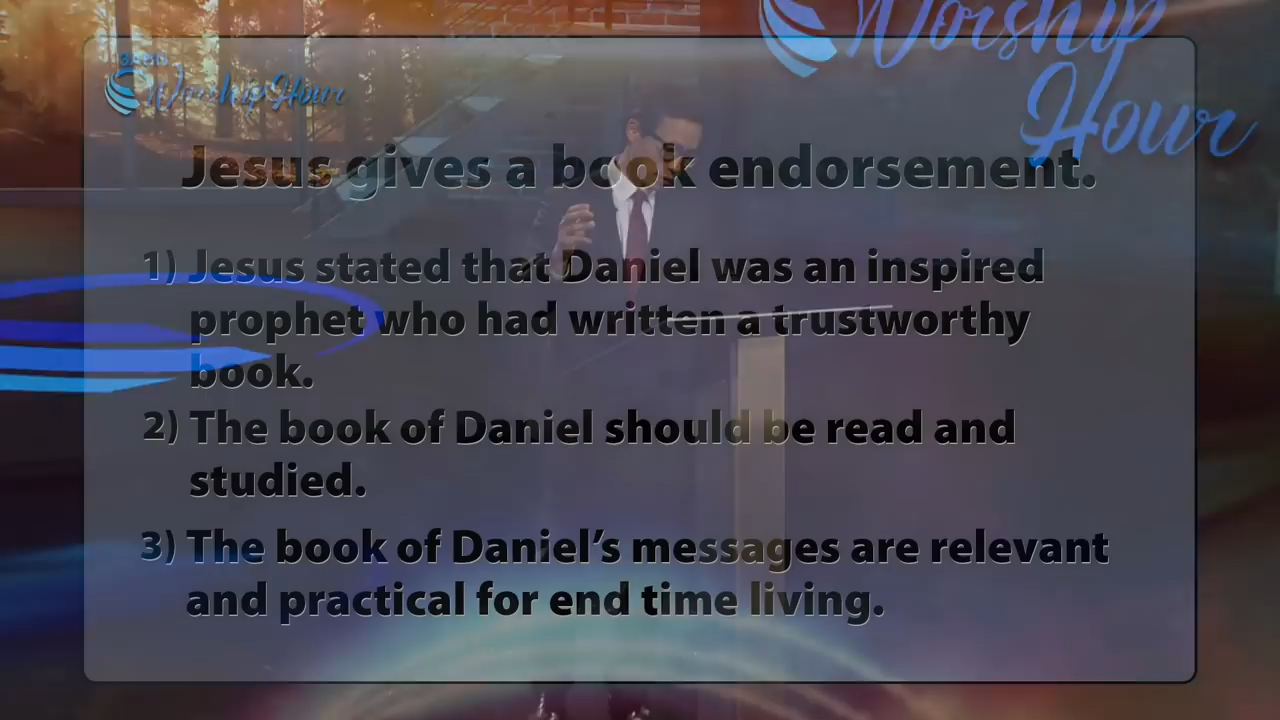 Worship
Hour
Worship Hour
Jesus gives a book endorsement.
1) Jesus stated that Daniel was an inspired
prophet who had written a trustworthy
book.
2) The book of Daniel should be read and
studied.
3) The book of Daniel’s messages are relevant
and practical for end time living.